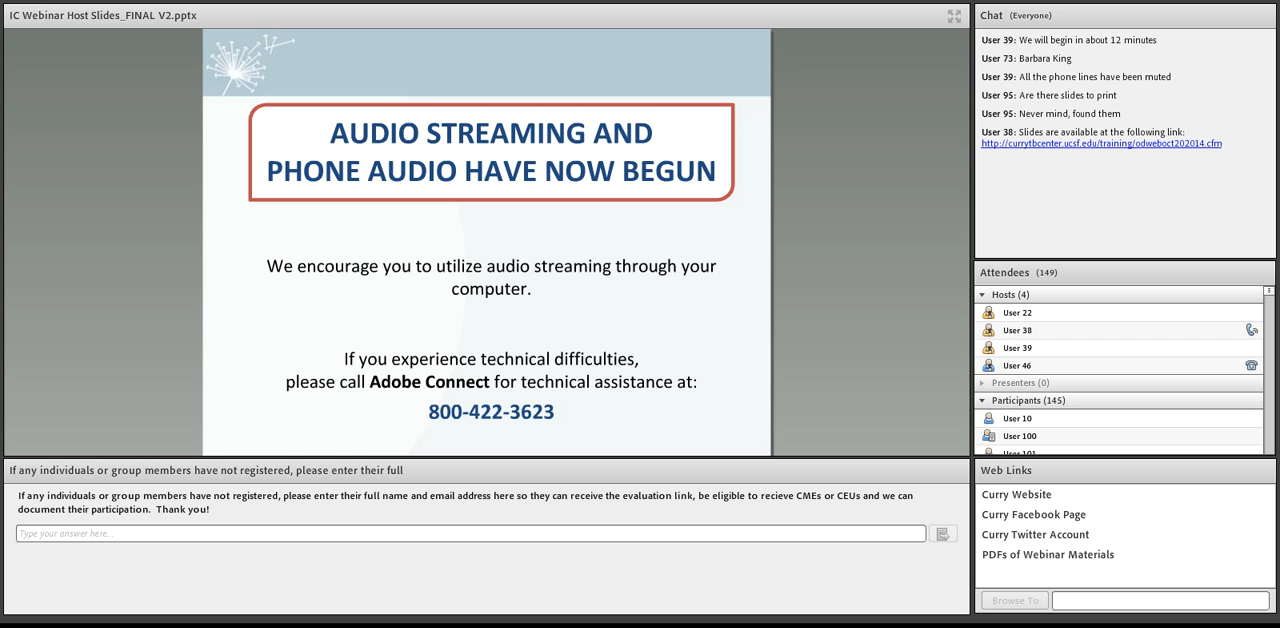 IC Webinar Host Slides_FINAL V2.pptx
AUDIO STREAMING AND
PHONE AUDIO HAVE NOW BEGUN
We encourage you to utilize audio streaming through your
computer.
If you experience technical difficulties,
please call Adobe Connect for technical assistance at:
800-422-3623
If any individuals or group members have not registered, please enter their full
If any individuals or group members have not registered, please enter their full name and email address here so they can receive the evaluation link, be eligible to recieve CMEs or CEUs and we can
document their participation. Thank you!
Type your answer here...
Chat (Everyone)
User 39: We will begin in about 12 minutes
User 73: Barbara King
User 39: All the phone lines have been muted
User 95: Are there slides to print
User 95: Never mind, found them
User 38: Slides are available at the following link:
http://currytbcenter.ucsf.edu/training/odweboct202014.cfm
Attendees (149)
Hosts (4)
User 22
User 38
User 39
User 46
Presenters (0)
Participants (145)
User 10
User 100
User 101
Web Links
Curry Website
Curry Facebook Page
Curry Twitter Account
PDFs of Webinar Materials
Browse To